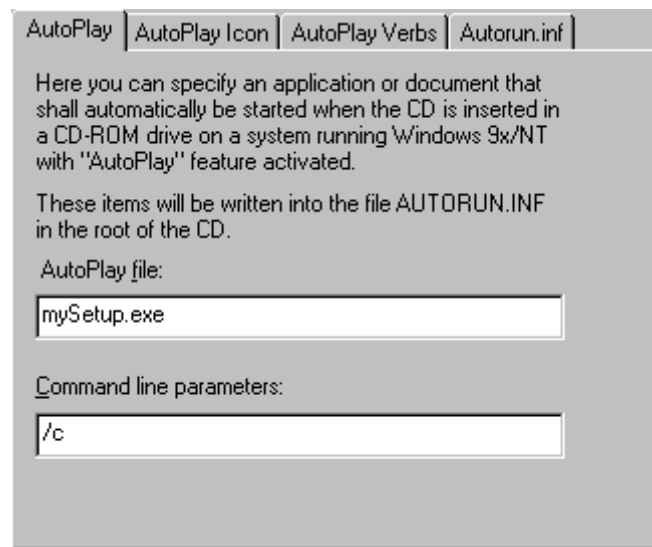 AutoPlay AutoPlay Icon AutoPlay Verbs Autorun.inf
Here you can specify an application or document that
shall automatically be started when the CD is inserted in
a CD-ROM drive on a system running Windows 9x/NT
with "AutoPlay" feature activated.
These items will be written into the file AUTORUN.INF
in the root of the CD.
AutoPlay file:
mySetup.exe
Command line parameters:
/c